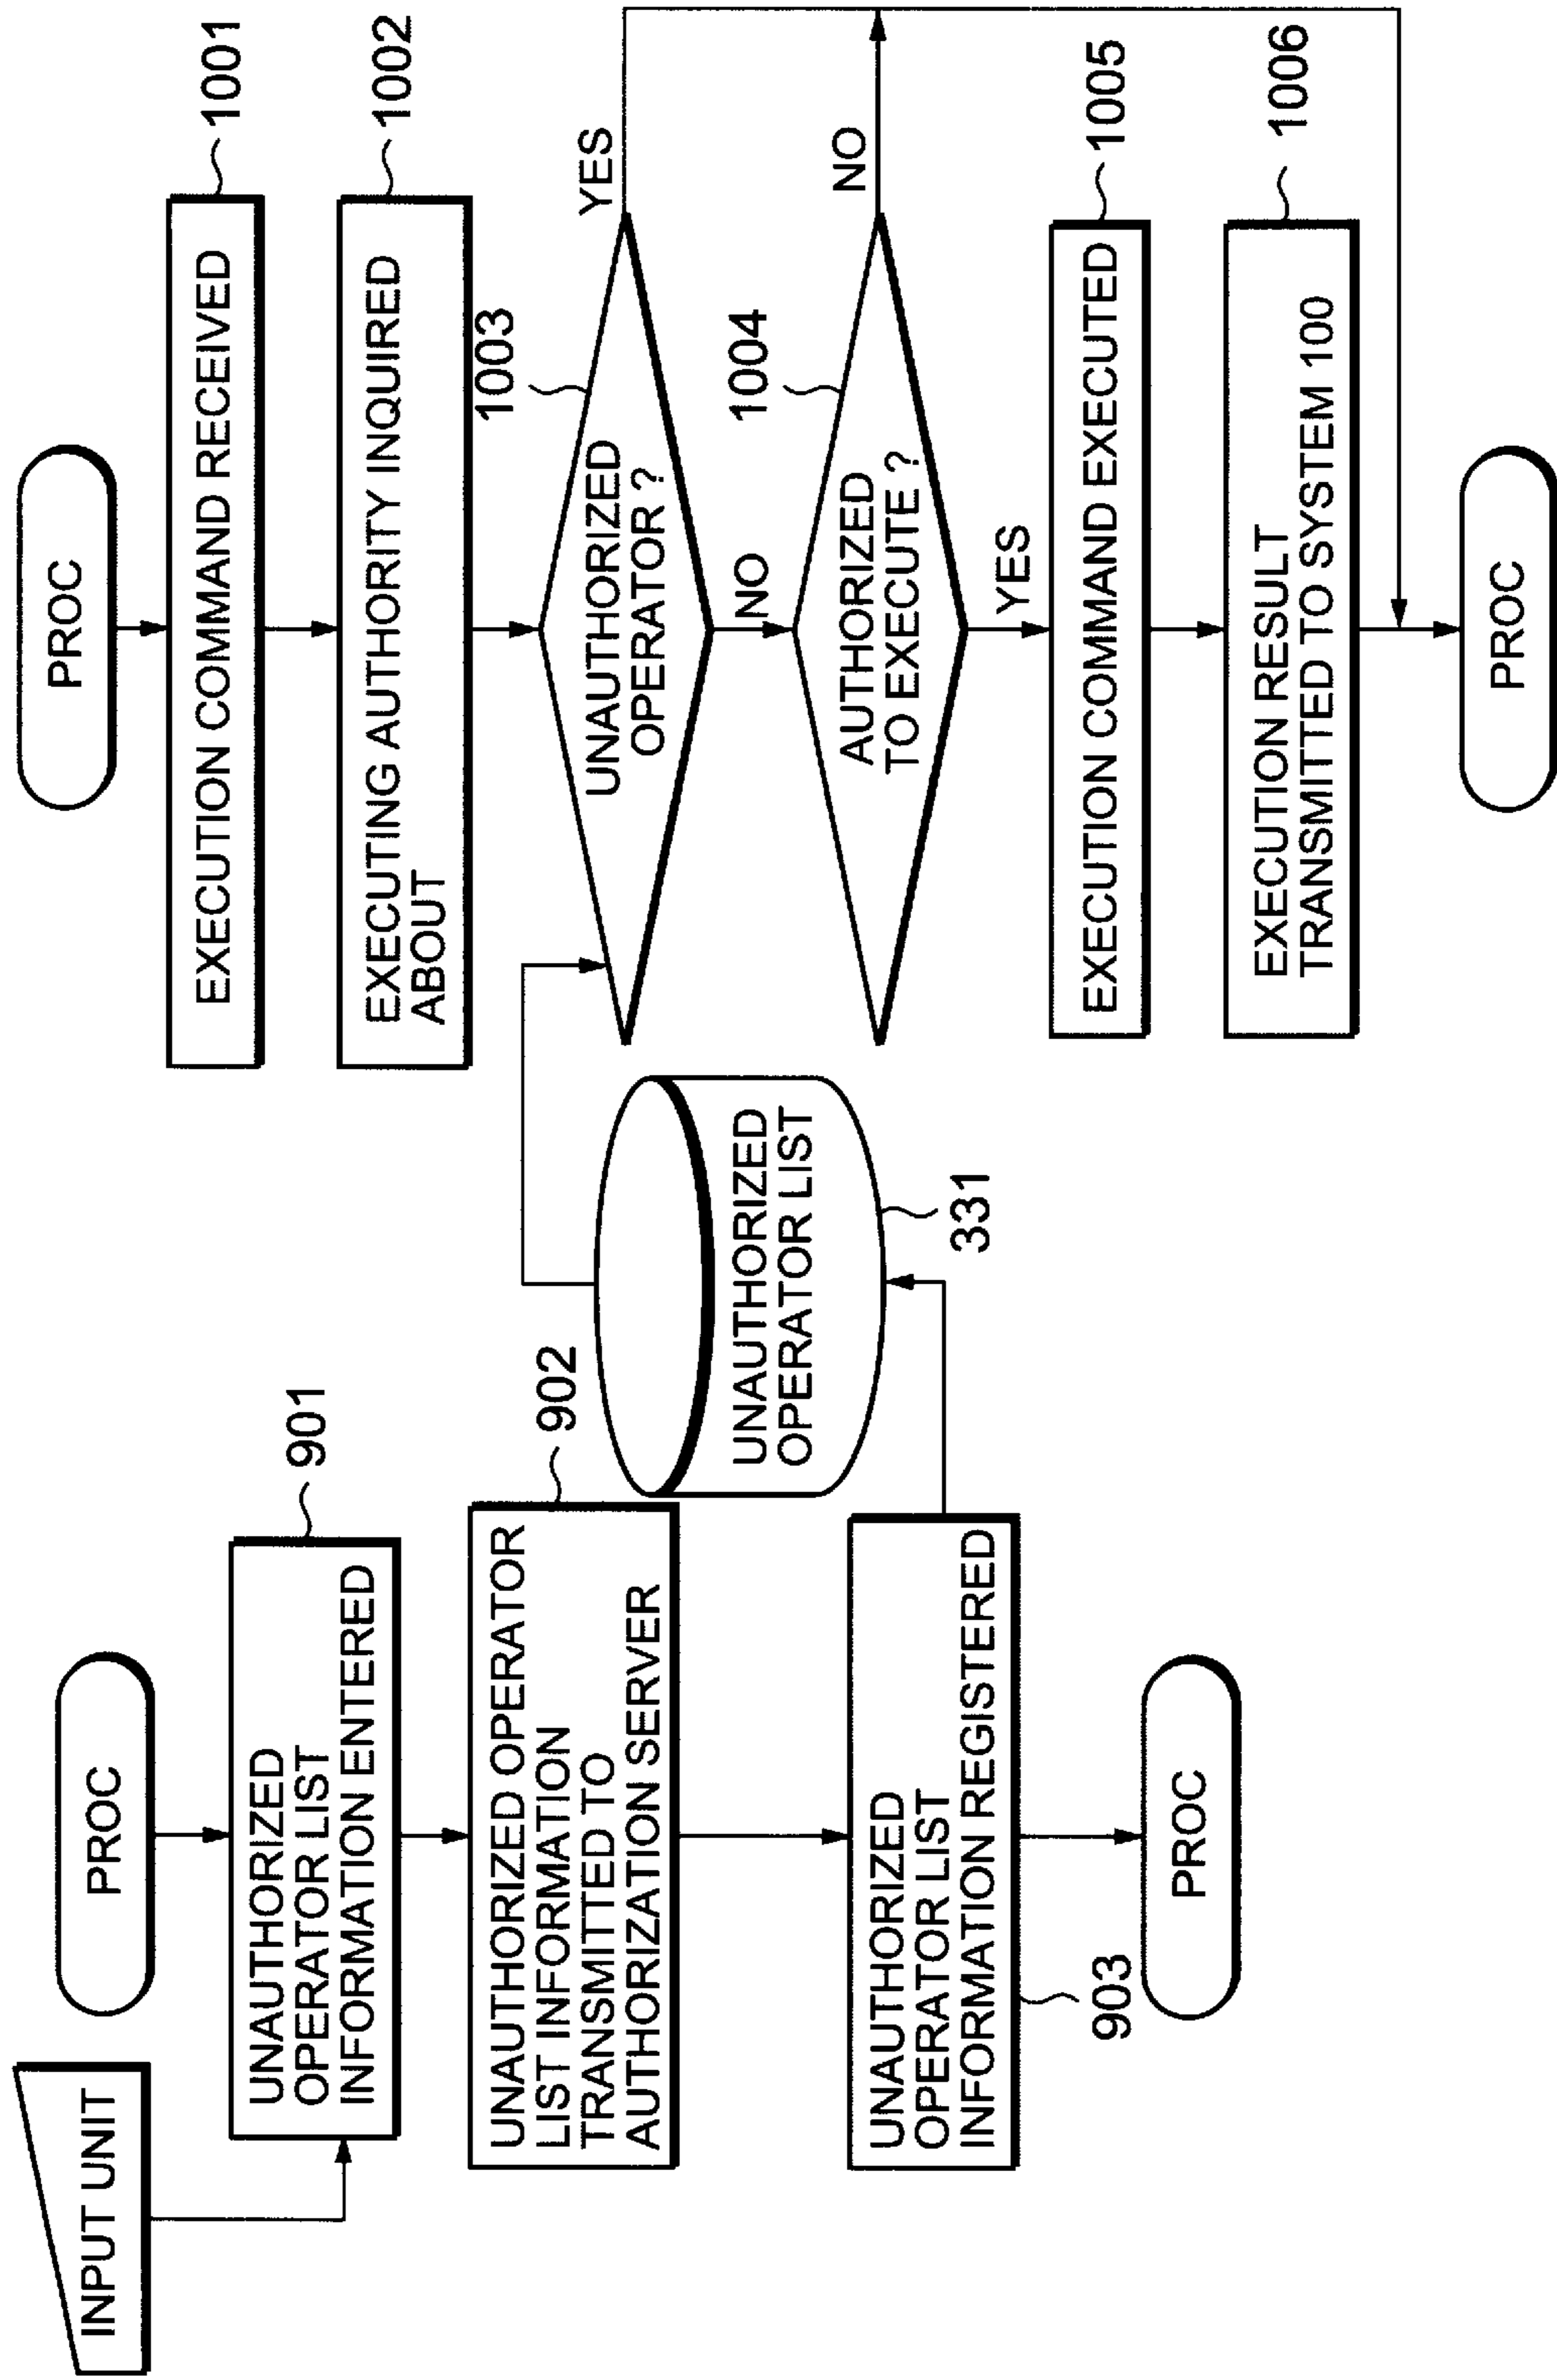 INPUT UNIT
PROC
UNAUTHORIZED
OPERATOR LIST
INFORMATION ENTERED
901
UNAUTHORIZED OPERATOR
LIST INFORMATION
TRANSMITTED TO
AUTHORIZATION SERVER
902
UNAUTHORIZED
OPERATOR LIST
INFORMATION REGISTERED
903
PROC
UNAUTHORIZED
OPERATOR LIST
331
PROC
EXECUTION COMMAND RECEIVED
1001
EXECUTING AUTHORITY INQUIRED
ABOUT
1002
UNAUTHORIZED
OPERATOR ?
1003
YES
NO
AUTHORIZED
TO EXECUTE ?
1004
NO
YES
EXECUTION COMMAND EXECUTED
1005
EXECUTION RESULT
TRANSMITTED TO SYSTEM 100
1006
PROC